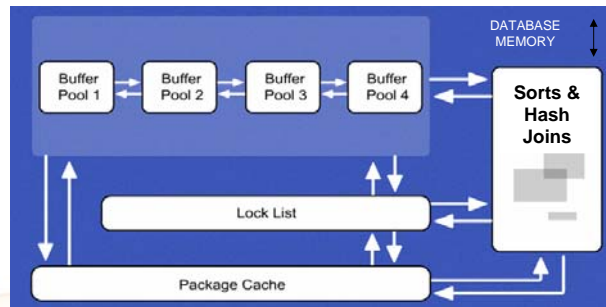 DATABASE
MEMORY
Buffer
Pool 1
Buffer
Pool 2
Buffer
Pool 3
Buffer
Pool 4
Sorts &
Hash
Joins
Lock List
Package Cache